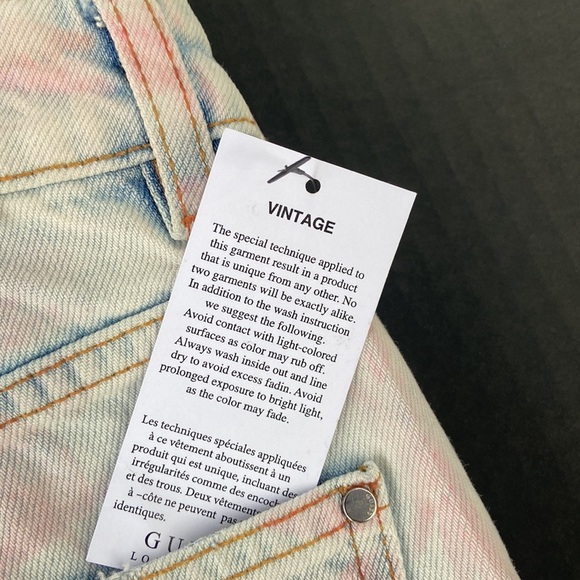 VINTAGE
The special technique applied to
this garment result in a product
that is unique from any other. No
two garments will be exactly alike.
In addition to the wash instruction
we suggest the following.
Avoid contact with light-colored
surfaces as color may rub off.
Always wash inside out and line
dry to avoid excess fadin. Avoid
prolonged exposure to bright light,
as the color may fade.
Les techniques spéciales appliquées
à ce vêtement aboutissent à un
produit qui est unique, incluant des
irrégularités comme des encoch
et des trous. Deux vêtement
à -côte ne peuvent pas
identiques.
GU
LO